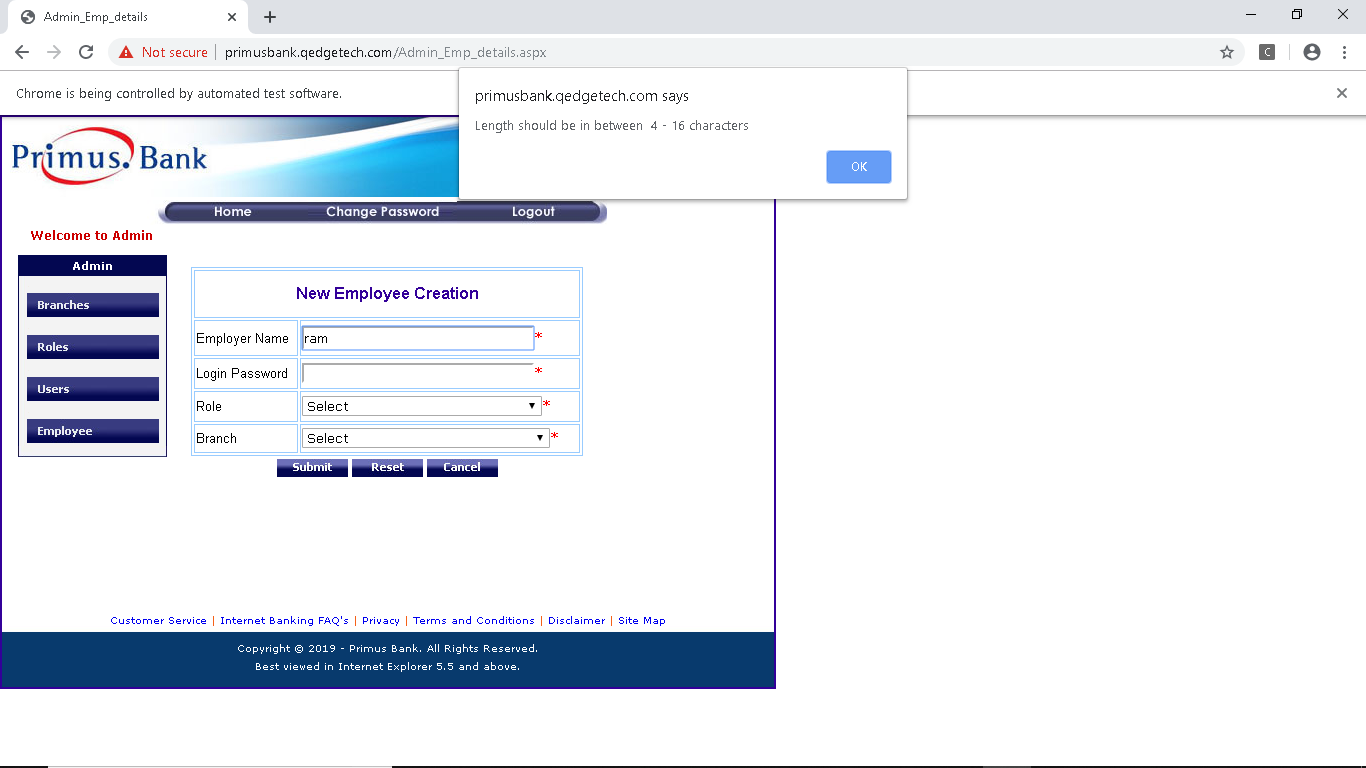 Admin_Emp_details
Not secure | primusbank.qedgetech.com/Admin_Emp_details.aspx
C
Chrome is being controlled by automated test software.
primusbank.qedgetech.com says
Length should be in between 4 - 16 characters
OK
Primus. Bank
Home Change Password Logout
Welcome to Admin
Admin
Branches
Roles
Users
Employee
New Employee Creation
Employer Name ram *
Login Password *
Role Select *
Branch Select *
Submit Reset Cancel
Customer Service | Internet Banking FAQ's | Privacy | Terms and Conditions | Disclaimer | Site Map
Copyright © 2019 - Primus Bank. All Rights Reserved.
Best viewed in Internet Explorer 5.5 and above.